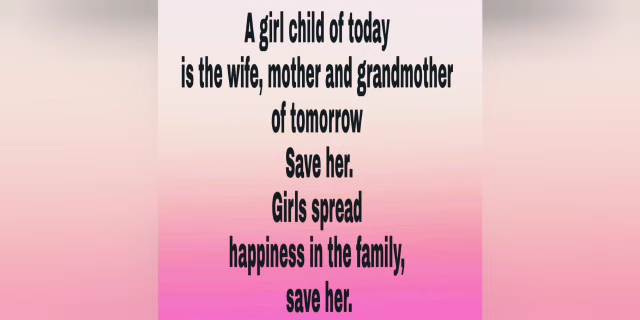 A girl child of today
is the wife, mother and grandmother
of tomorrow
Save her.
Girls spread
happiness in the family,
save her.